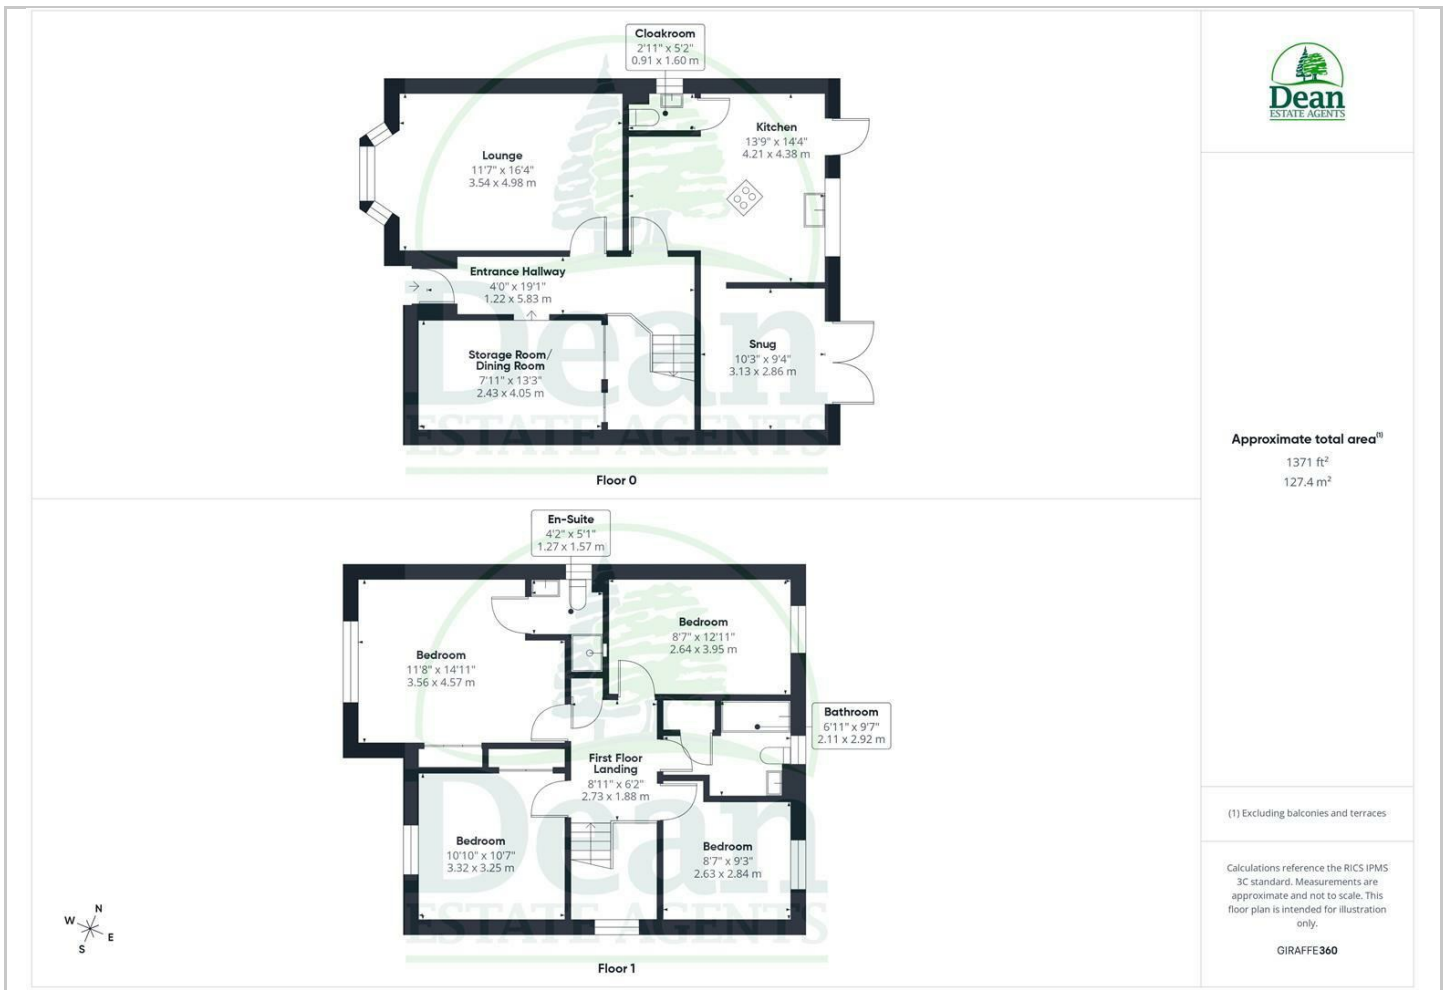 Cloakroom
2'11" x 5'2"
0.91 x 1.60 m
Lounge
11'7" x 16'4"
3.54 x 4.98 m
Kitchen
13'9" x 14'4"
4.21 x 4.38 m
Entrance Hallway
4'0" x 19'1"
1.22 x 5.83 m
Storage Room/
Dining Room
7'11" x 13'3"
2.43 x 4.05 m
Snug
10'3" x 9'4"
3.13 x 2.86 m
Dean
ESTATE AGENTS
Floor 0
En-Suite
4'2" x 5'1"
1.27 x 1.57 m
Bedroom
11'8" x 14'11"
3.56 x 4.57 m
Bedroom
8'7" x 12'11"
2.64 x 3.95 m
Bathroom
6'11" x 9'7"
2.11 x 2.92 m
First Floor
Landing
8'11" x 6'2"
2.73 x 1.88 m
Bedroom
10'10" x 10'7"
3.32 x 3.25 m
Bedroom
8'7" x 9'3"
2.63 x 2.84 m
Dean
ESTATE AGENTS
Floor 1
N
W
E
S
Dean
ESTATE AGENTS
Approximate total area(1)
1371 ft²
127.4 m²
(1) Excluding balconies and terraces
Calculations reference the RICS IPMS
3C standard. Measurements are
approximate and not to scale. This
floor plan is intended for illustration
only.
GIRAFFE360